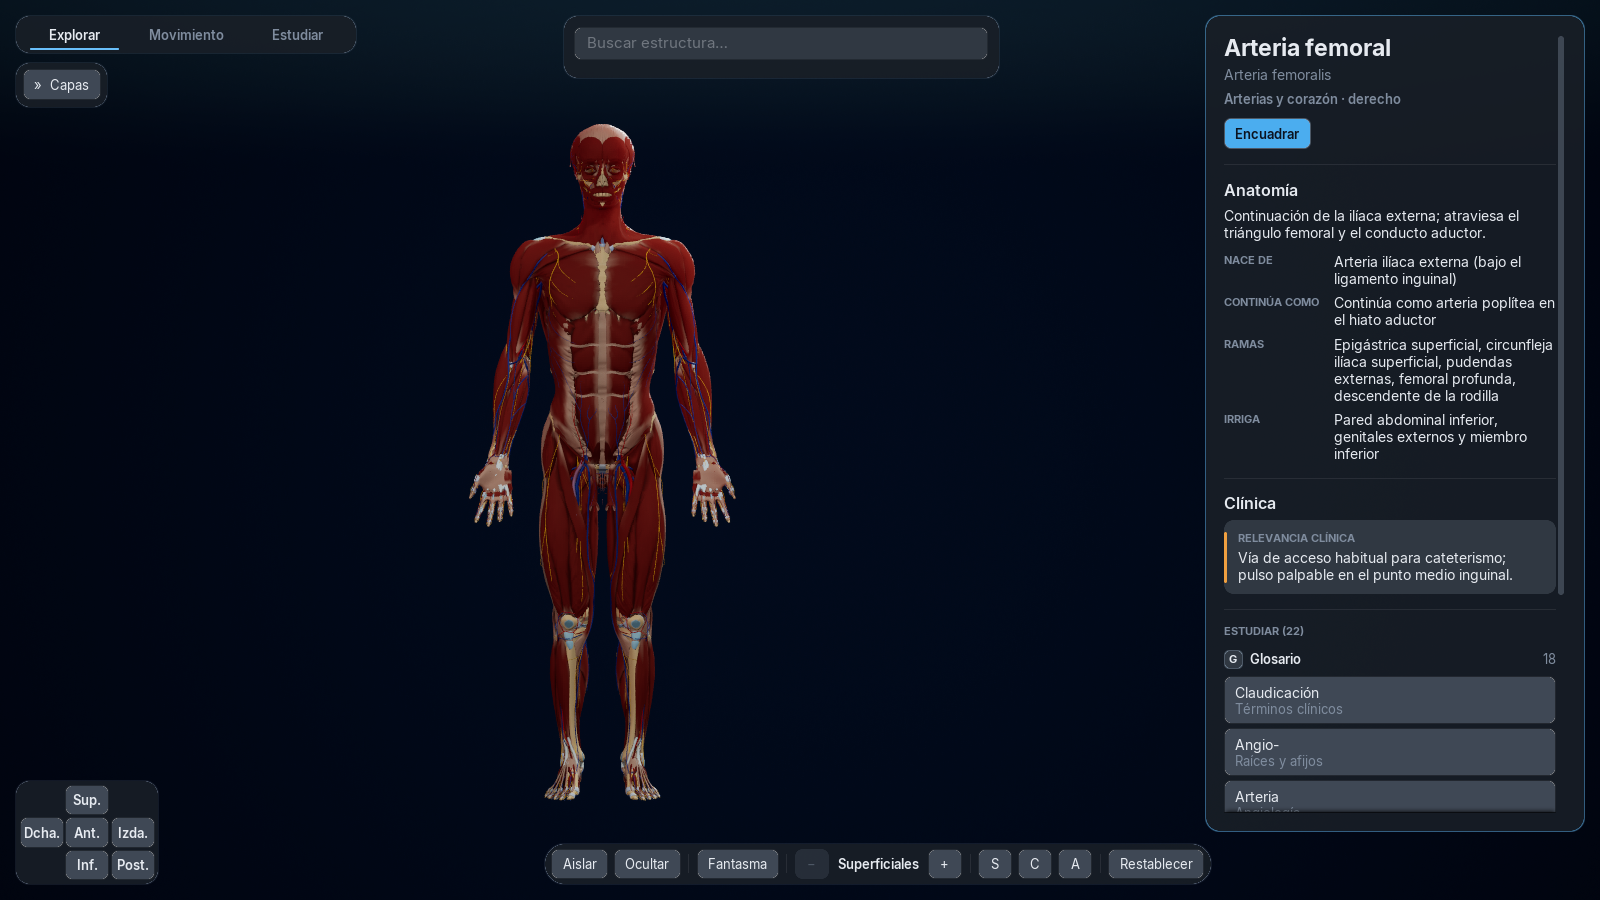 Explorar
Movimiento
Estudiar
» Capas
Buscar estructura...
Arteria femoral
Arteria femoralis
Arterias y corazón · derecho
Encuadrar
Anatomía
Continuación de la ilíaca externa; atraviesa el
triángulo femoral y el conducto aductor.
NACE DE
Arteria ilíaca externa (bajo el
ligamento inguinal)
CONTINÚA COMO
Continúa como arteria poplítea en
el hiato aductor
RAMAS
Epigástrica superficial, circunfleja
ilíaca superficial, pudendas
externas, femoral profunda,
descendente de la rodilla
IRRIGA
Pared abdominal inferior,
genitales externos y miembro
inferior
Clínica
RELEVANCIA CLÍNICA
Vía de acceso habitual para cateterismo;
pulso palpable en el punto medio inguinal.
ESTUDIAR (22)
G Glosario 18
Claudicación
Términos clínicos
Angio-
Raíces y afijos
Arteria
Angiología
Sup.
Dcha. Ant. Izda.
Inf. Post.
Aislar
Ocultar
Fantasma
− Superficiales +
S
C
A
Restablecer